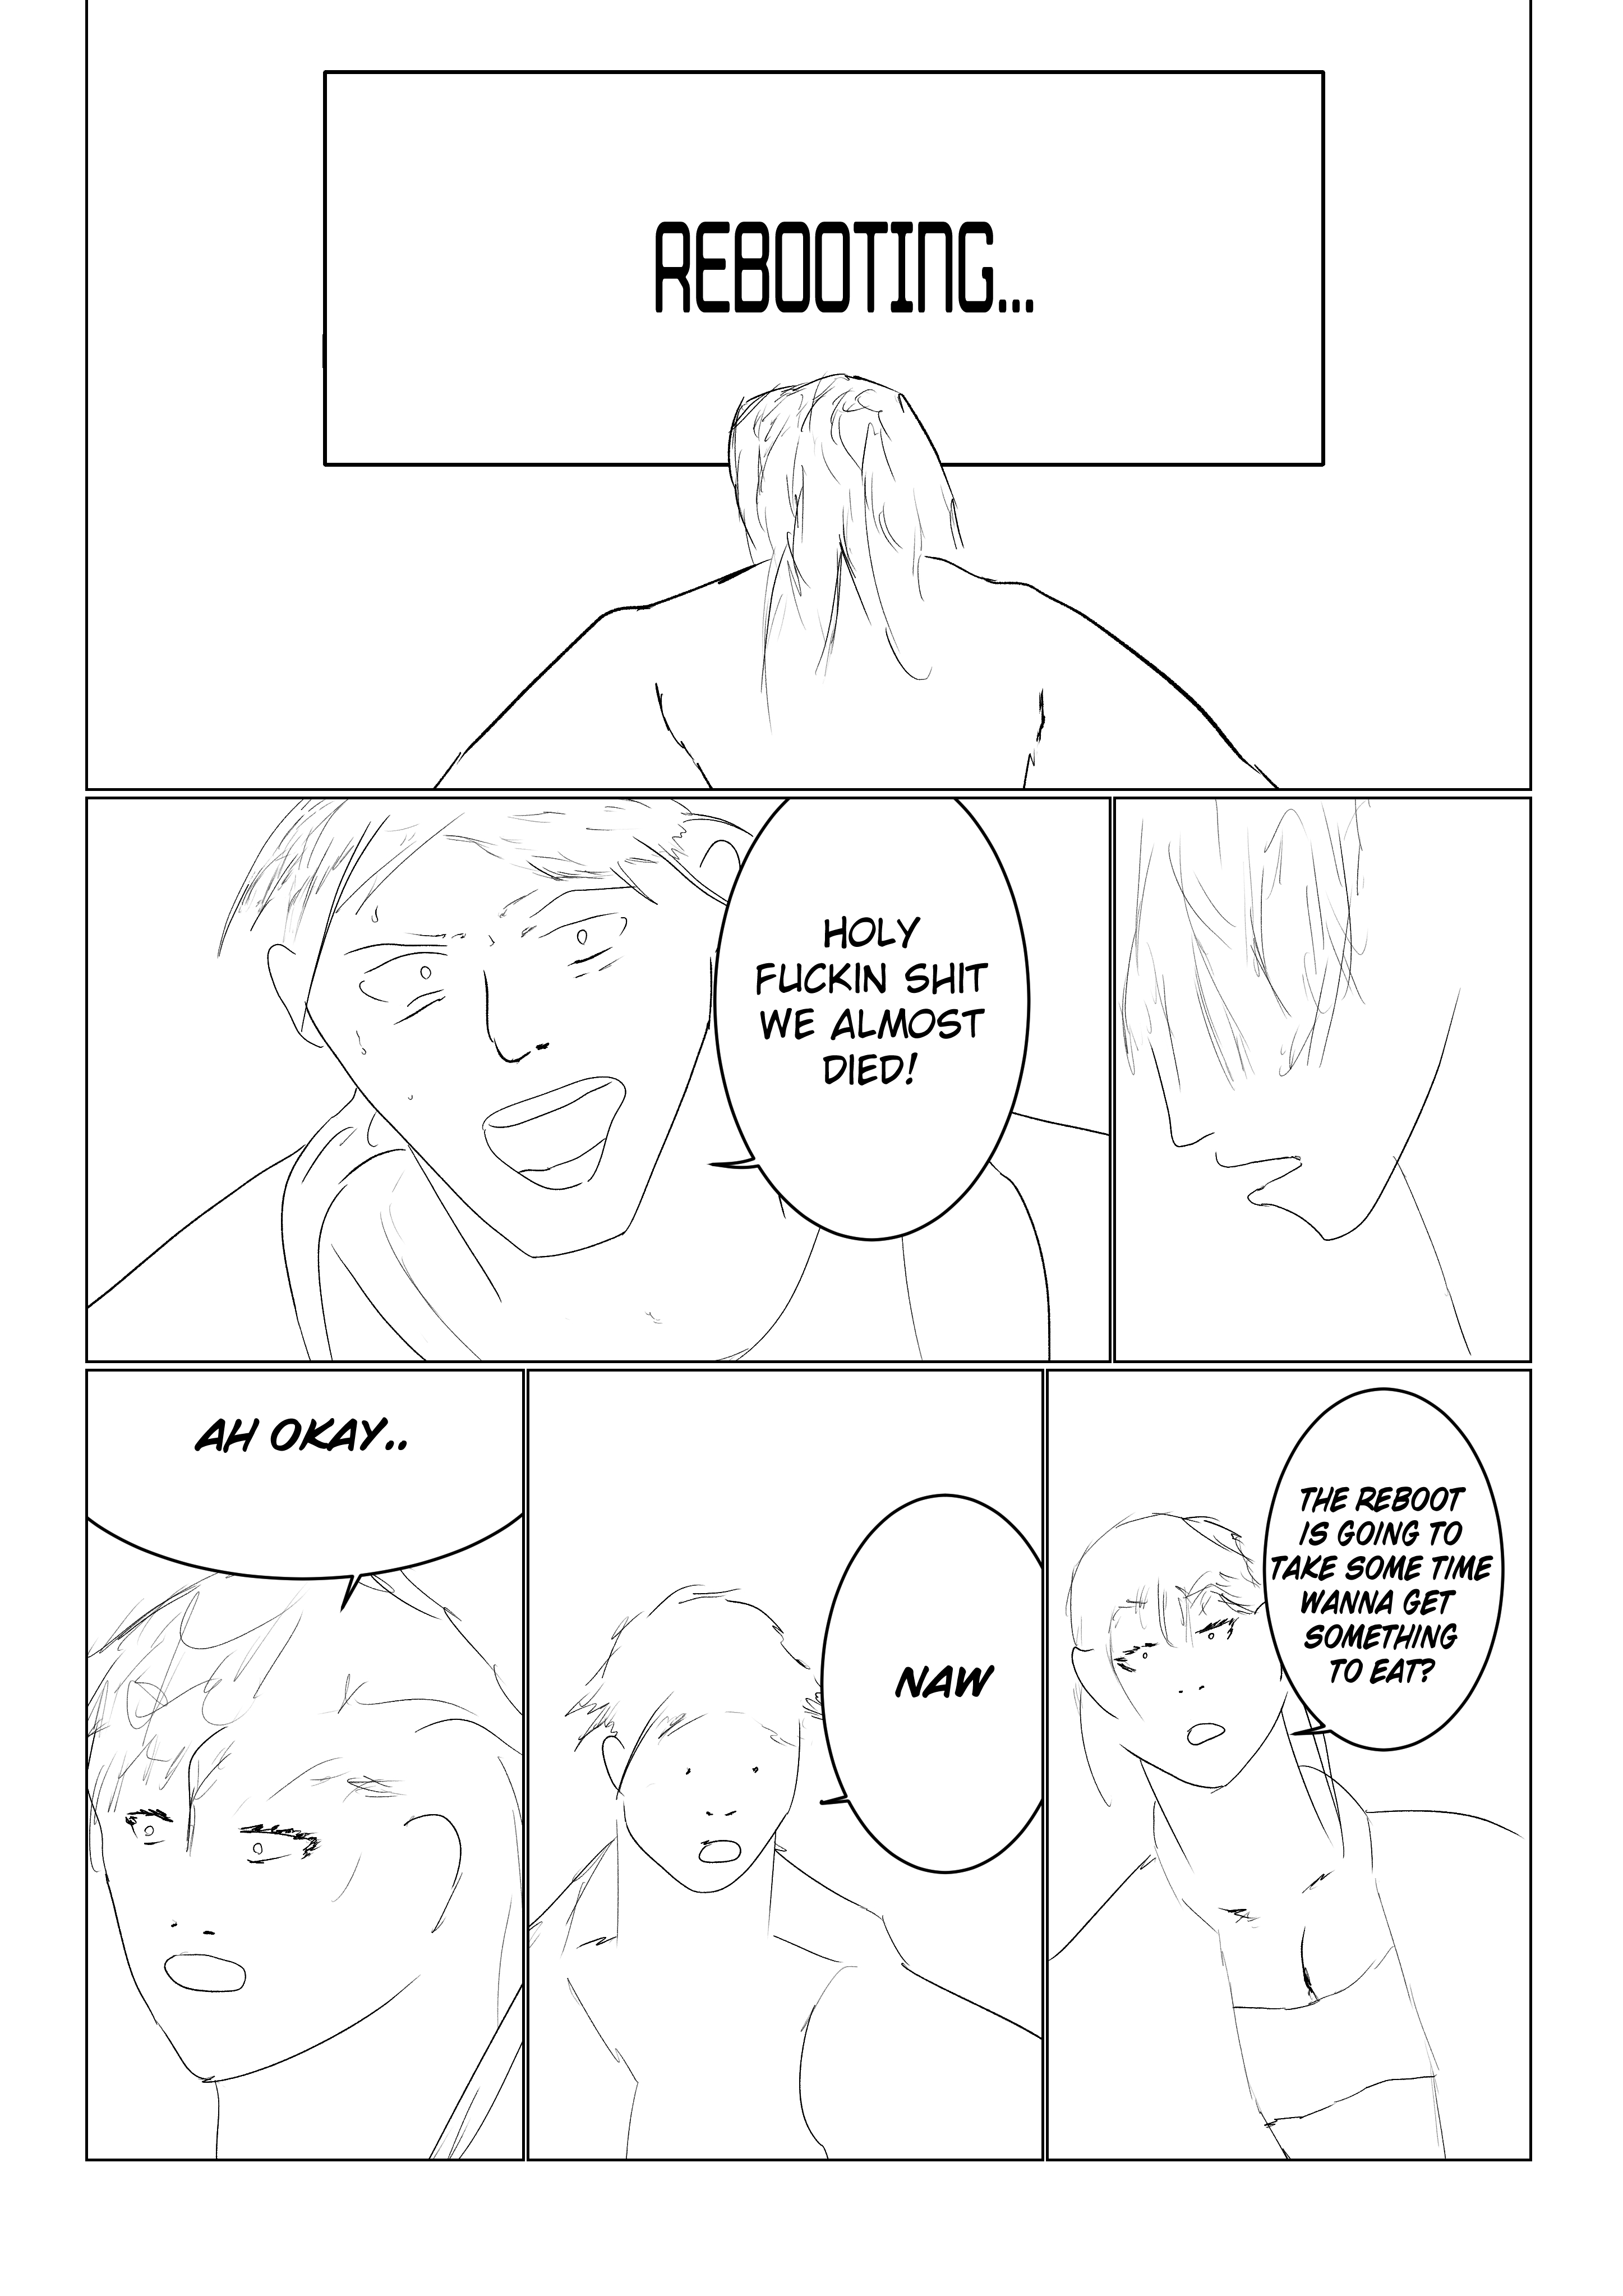 REBOOTING...
HOLY
FUCKIN SHIT
WE ALMOST
DIED!
THE REBOOT
IS GOING TO
TAKE SOME TIME
WANNA GET
SOMETHING
TO EAT?
NAW
AH OKAY..